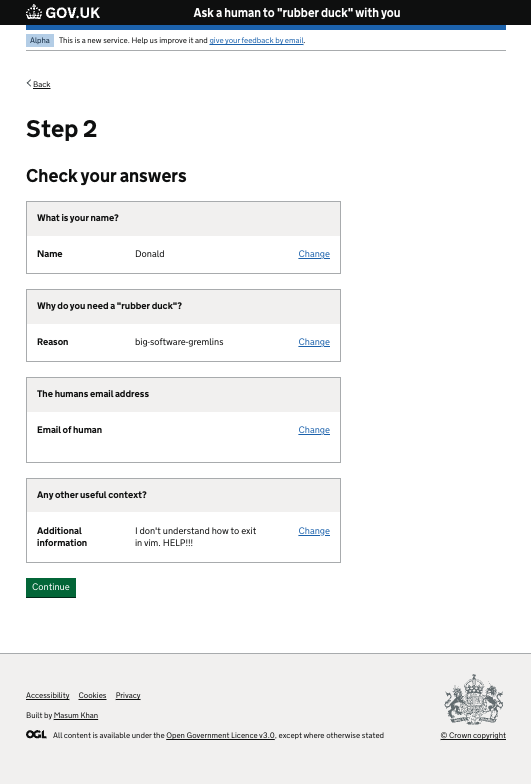 GOV.UK
Ask a human to "rubber duck" with you
Alpha This is a new service. Help us improve it and give your feedback by email.
Back
Step 2
Check your answers
What is your name?
Name Donald Change
Why do you need a "rubber duck"?
Reason big-software-gremlins Change
The humans email address
Email of human Change
Any other useful context?
Additional information I don't understand how to exit in vim. HELP!!! Change
Continue
Accessibility Cookies Privacy
Built by Masum Khan
OGL All content is available under the Open Government Licence v3.0, except where otherwise stated
© Crown copyright